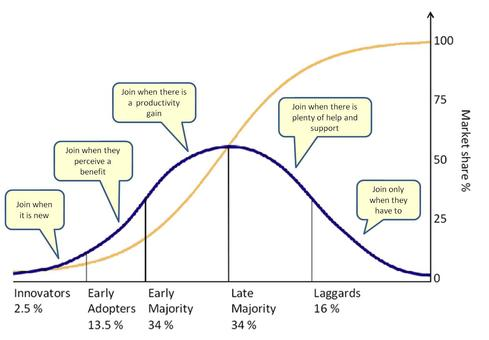 Join when
it is new
Join when they
perceive a
benefit
Join when there is
a productivity
gain
Join when there is
plenty of help and
support
Join only
when they
have to
100
75
50
25
0
Market share %
Innovators
2.5 %
Early
Adopters
13.5 %
Early
Majority
34 %
Late
Majority
34 %
Laggards
16 %